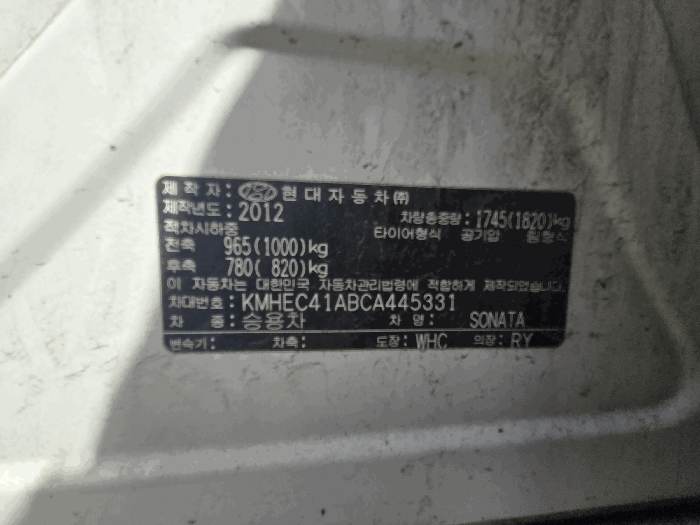 제 작 자 : 현 대 자 동 차 ㈜
제작년도 : 2012 차량총중량 : 1745(1820)kg
적차시하중 타이어형식 공기압 림형식
전축 965(1000)kg
후축 780( 820)kg
이 자동차는 대한민국 자동차관리법령에 적합하게 제작되었습니다.
차대번호 : KMHEC41ABCA445331
차 종 : 승용차 차 명 : SONATA
변속기 : 차축 : 도장 : WHC 의장 : RY